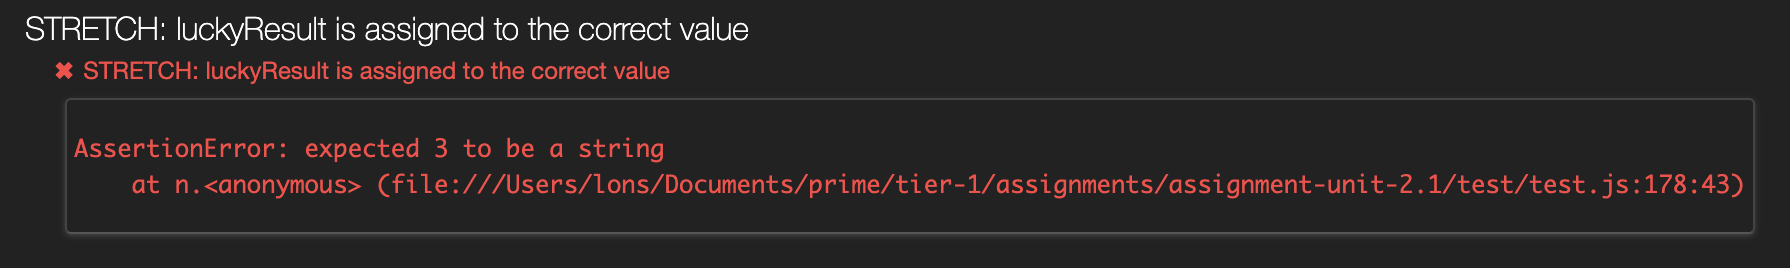 STRETCH: luckyResult is assigned to the correct value
✖ STRETCH: luckyResult is assigned to the correct value
AssertionError: expected 3 to be a string
at n.<anonymous> (file:///Users/lons/Documents/prime/tier-1/assignments/assignment-unit-2.1/test/test.js:178:43)